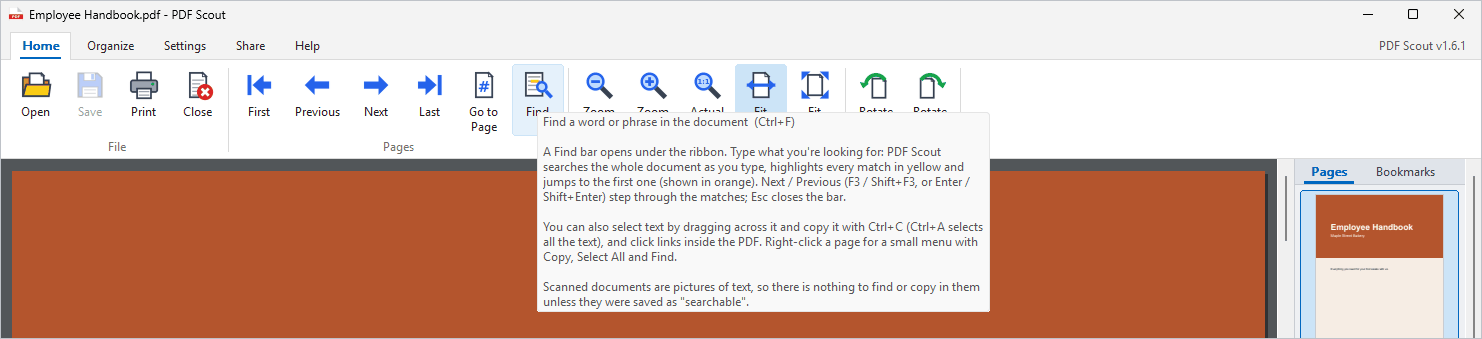 Employee Handbook.pdf - PDF Scout
Home Organize Settings Share Help PDF Scout v1.6.1
Open Save Print Close First Previous Next Last Go to Page Find Zoom Zoom Actual Fit Fit Rotate Rotate
File Pages
Find a word or phrase in the document (Ctrl+F)
A Find bar opens under the ribbon. Type what you're looking for: PDF Scout
searches the whole document as you type, highlights every match in yellow and
jumps to the first one (shown in orange). Next / Previous (F3 / Shift+F3, or Enter /
Shift+Enter) step through the matches; Esc closes the bar.
You can also select text by dragging across it and copy it with Ctrl+C (Ctrl+A selects
all the text), and click links inside the PDF. Right-click a page for a small menu with
Copy, Select All and Find.
Scanned documents are pictures of text, so there is nothing to find or copy in them
unless they were saved as "searchable".
Pages Bookmarks
Employee Handbook